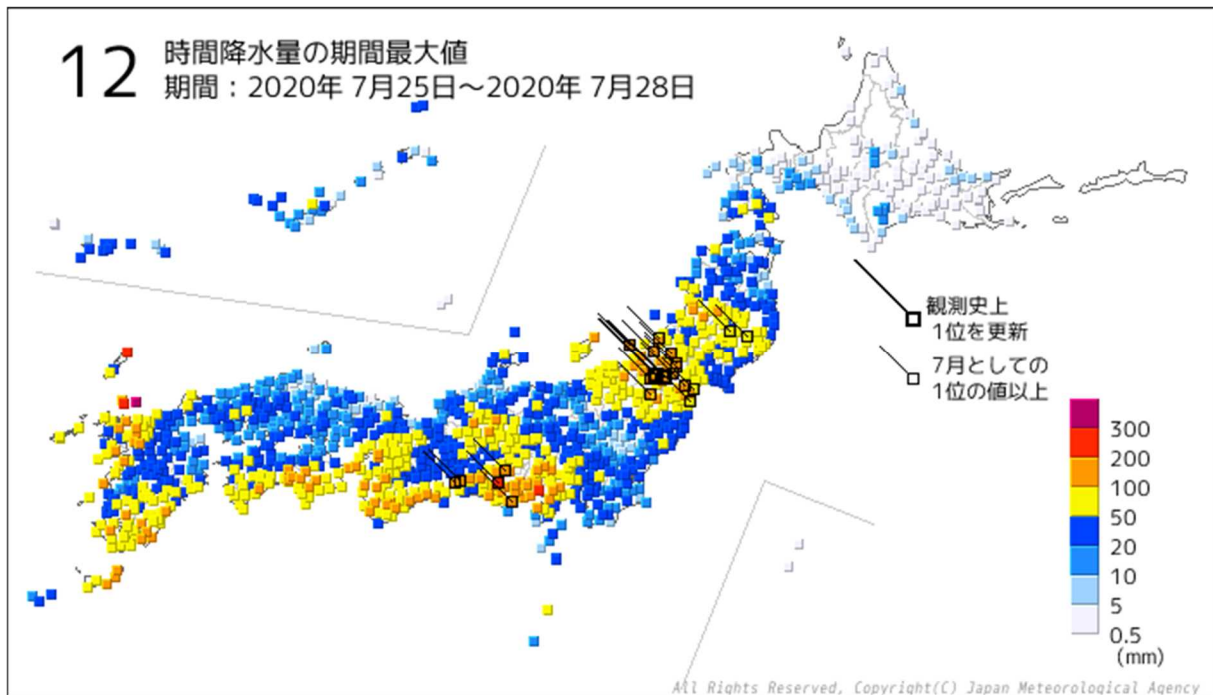 12 時間降水量の期間最大値
期間：2020年 7月25日～2020年 7月28日
観測史上
1位を更新
7月としての
1位の値以上
300
200
100
50
20
10
5
0.5
(mm)
All Rights Reserved, Copyright(C) Japan Meteorological Agency